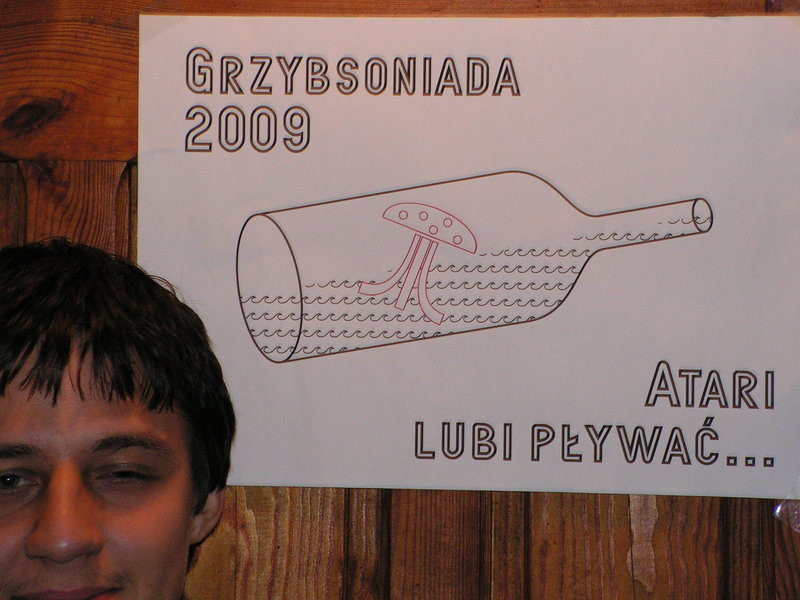 GRZYBSONIADA
2009
ATARI
LUBI PŁYWAĆ...